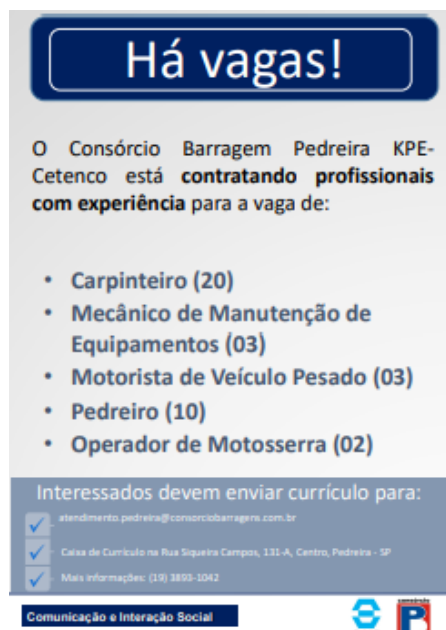 Há vagas!
O Consórcio Barragem Pedreira KPE-
Cetenco está contratando profissionais
com experiência para a vaga de:
• Carpinteiro (20)
• Mecânico de Manutenção de
Equipamentos (03)
• Motorista de Veículo Pesado (03)
• Pedreiro (10)
• Operador de Motosserra (02)
Interessados devem enviar currículo para:
atendimento.pedreira@consorciobarragens.com.br
Caixa de Currículo na Rua Siqueira Campos, 131-A, Centro, Pedreira - SP
Mais informações: (19) 3893-1042
Comunicação e Interação Social